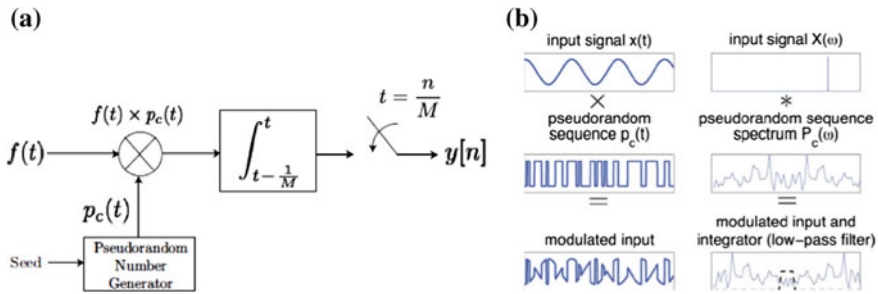 (a)
f(t) × p_c(t)
f(t)
∫_{t-1/M}^{t}
t = n/M
y[n]
p_c(t)
Seed
Pseudorandom
Number
Generator
(b)
input signal x(t)
×
pseudorandom
sequence p_c(t)
=
modulated input
input signal X(ω)
*
pseudorandom sequence
spectrum P_c(ω)
=
modulated input and
integrator (low-pass filter)